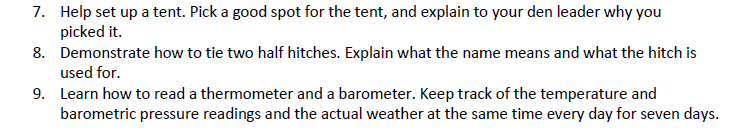 7. Help set up a tent. Pick a good spot for the tent, and explain to your den leader why you
picked it.
8. Demonstrate how to tie two half hitches. Explain what the name means and what the hitch is
used for.
9. Learn how to read a thermometer and a barometer. Keep track of the temperature and
barometric pressure readings and the actual weather at the same time every day for seven days.